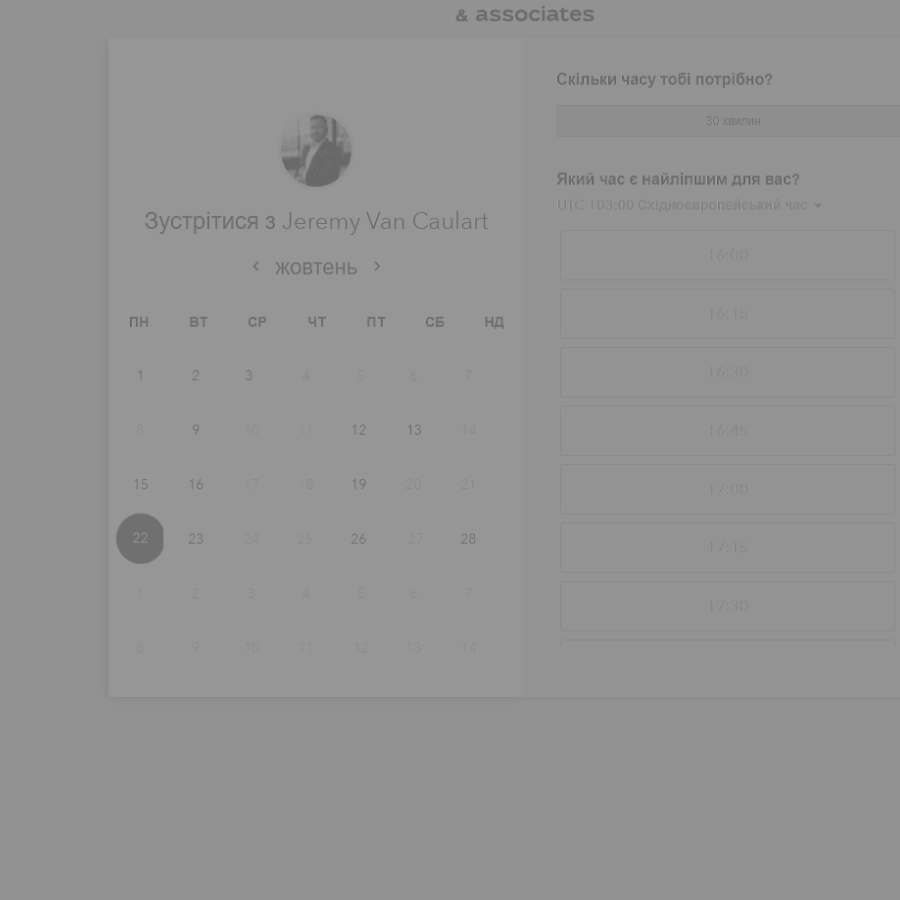 & associates
Зустрітися з Jeremy Van Caulart
жовтень
ПН ВТ СР ЧТ ПТ СБ НД
1 2 3 4 5 6 7
8 9 10 11 12 13 14
15 16 17 18 19 20 21
22 23 24 25 26 27 28
1 2 3 4 5 6 7
8 9 10 11 12 13 14
Скільки часу тобі потрібно?
30 хвилин
Який час є найліпшим для вас?
UTC +03:00 Східноєвропейський час
16:00
16:15
16:30
16:45
17:00
17:15
17:30